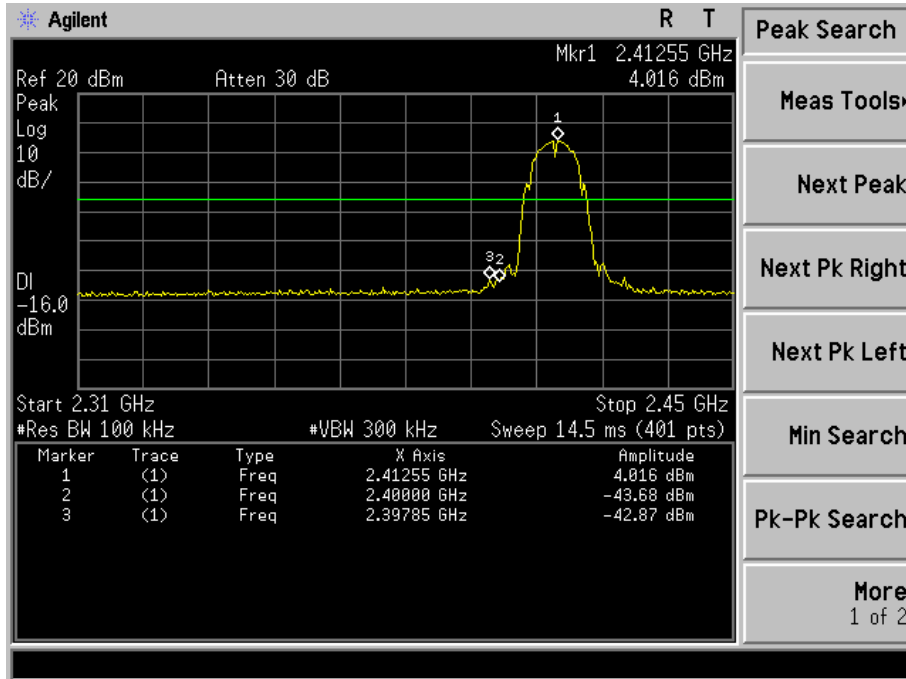 Agilent
R T
Peak Search
Mkr1 2.41255 GHz
Ref 20 dBm Atten 30 dB 4.016 dBm
Peak
Log
10
dB/
1
3 2
DI
-16.0
dBm
Start 2.31 GHz Stop 2.45 GHz
#Res BW 100 kHz #VBW 300 kHz Sweep 14.5 ms (401 pts)
Marker Trace Type X Axis Amplitude
1 (1) Freq 2.41255 GHz 4.016 dBm
2 (1) Freq 2.40000 GHz -43.68 dBm
3 (1) Freq 2.39785 GHz -42.87 dBm
Meas Tools
Next Peak
Next Pk Right
Next Pk Left
Min Search
Pk-Pk Search
More
1 of 2